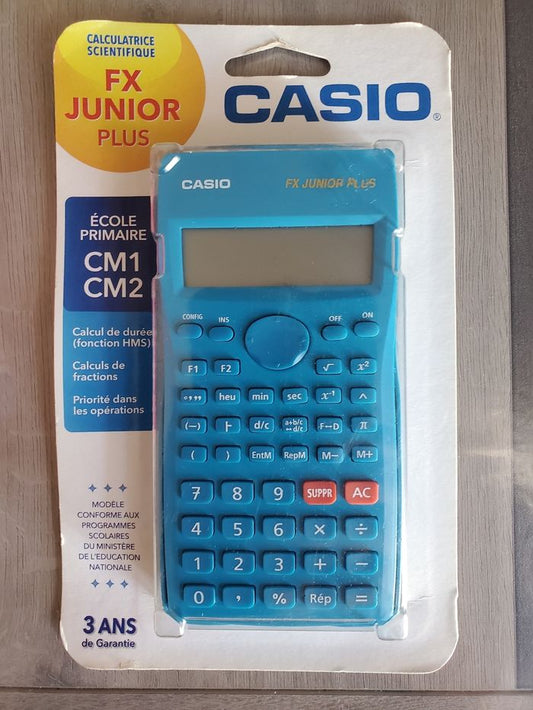 CALCULATRICE
SCIENTIFIQUE
FX
JUNIOR
PLUS
CASIO®
ÉCOLE
PRIMAIRE
CM1
CM2
Calcul de durée
(fonction HMS)
Calculs de
fractions
Priorité dans
les opérations
MODÈLE
CONFORME AUX
PROGRAMMES
SCOLAIRES
DU MINISTÈRE
DE L'EDUCATION
NATIONALE
3 ANS
de Garantie
CASIO FX JUNIOR PLUS
CONFIG INS OFF ON
F1 F2 √ x²
°,,, heu min sec x⁻¹ ^
(—) d/c a+b/c ↔ d/c F↔D π
( ) EntM RepM M− M+
7 8 9 SUPPR AC
4 5 6 × ÷
1 2 3 + −
0 , % Rép =